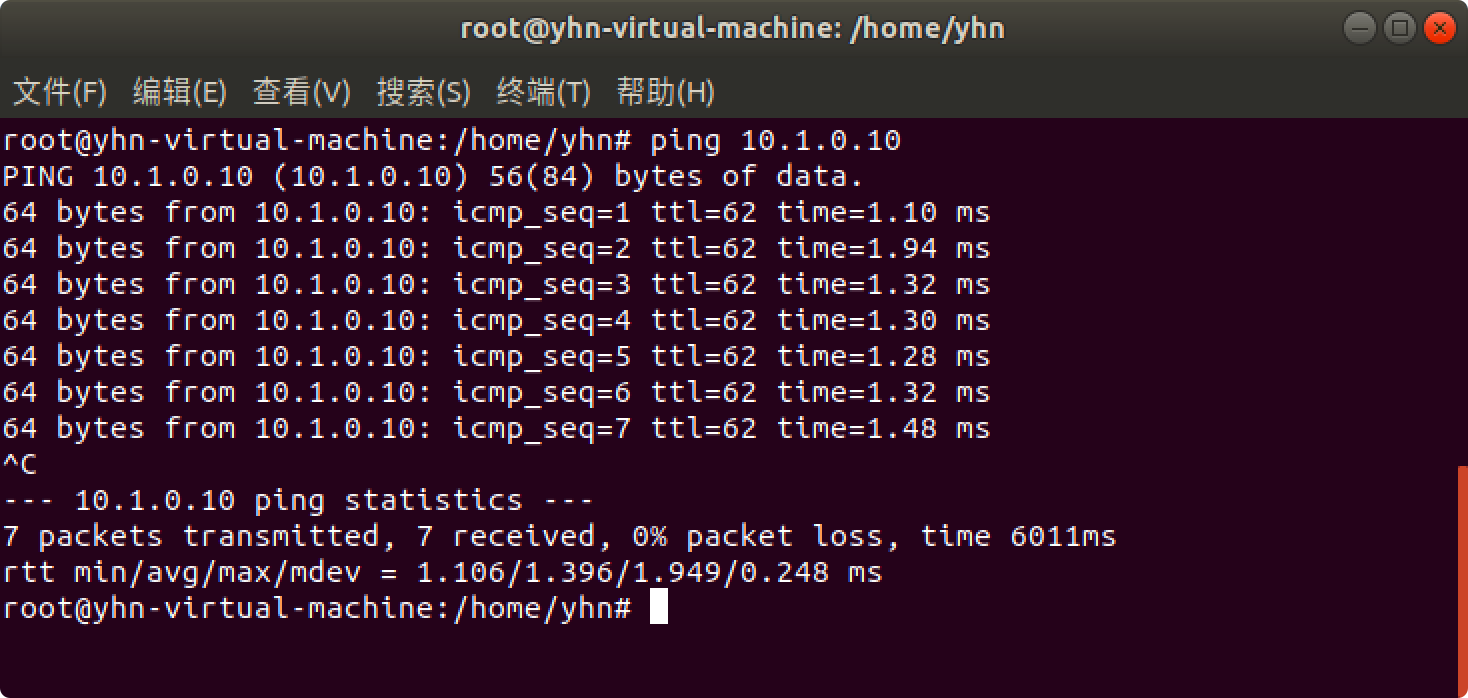 root@yhn-virtual-machine: /home/yhn
文件(F) 编辑(E) 查看(V) 搜索(S) 终端(T) 帮助(H)
root@yhn-virtual-machine:/home/yhn# ping 10.1.0.10
PING 10.1.0.10 (10.1.0.10) 56(84) bytes of data.
64 bytes from 10.1.0.10: icmp_seq=1 ttl=62 time=1.10 ms
64 bytes from 10.1.0.10: icmp_seq=2 ttl=62 time=1.94 ms
64 bytes from 10.1.0.10: icmp_seq=3 ttl=62 time=1.32 ms
64 bytes from 10.1.0.10: icmp_seq=4 ttl=62 time=1.30 ms
64 bytes from 10.1.0.10: icmp_seq=5 ttl=62 time=1.28 ms
64 bytes from 10.1.0.10: icmp_seq=6 ttl=62 time=1.32 ms
64 bytes from 10.1.0.10: icmp_seq=7 ttl=62 time=1.48 ms
^C
--- 10.1.0.10 ping statistics ---
7 packets transmitted, 7 received, 0% packet loss, time 6011ms
rtt min/avg/max/mdev = 1.106/1.396/1.949/0.248 ms
root@yhn-virtual-machine:/home/yhn#